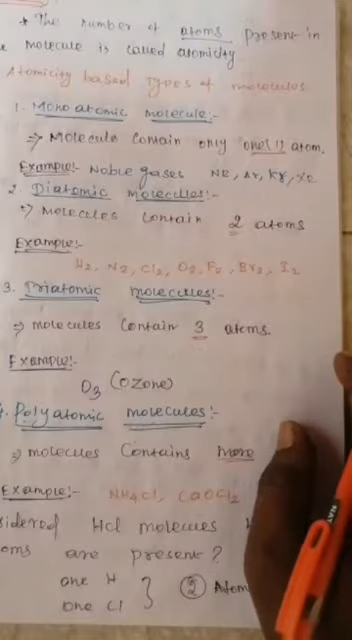 * The number of atoms present in
molecule is called atomicity
Atomicity based Types of molecules
1. Mono atomic molecule:-
⇒ Molecule contain only one(1) atom.
Example:- Noble gases Ne, Ar, Kr, Xe
2. Diatomic molecules:-
⇒ Molecules contain 2 atoms
Example:-
H2, N2, Cl2, O2, F2, Br2, I2
3. Triatomic molecules:-
⇒ molecules contain 3 atoms.
Example
O3 (Ozone)
4. Polyatomic molecules:-
⇒ molecules contains more
Example:- NH4Cl, CaOCl2
sidered Hcl molecules
oms are present?
one H
one Cl } ② Atom